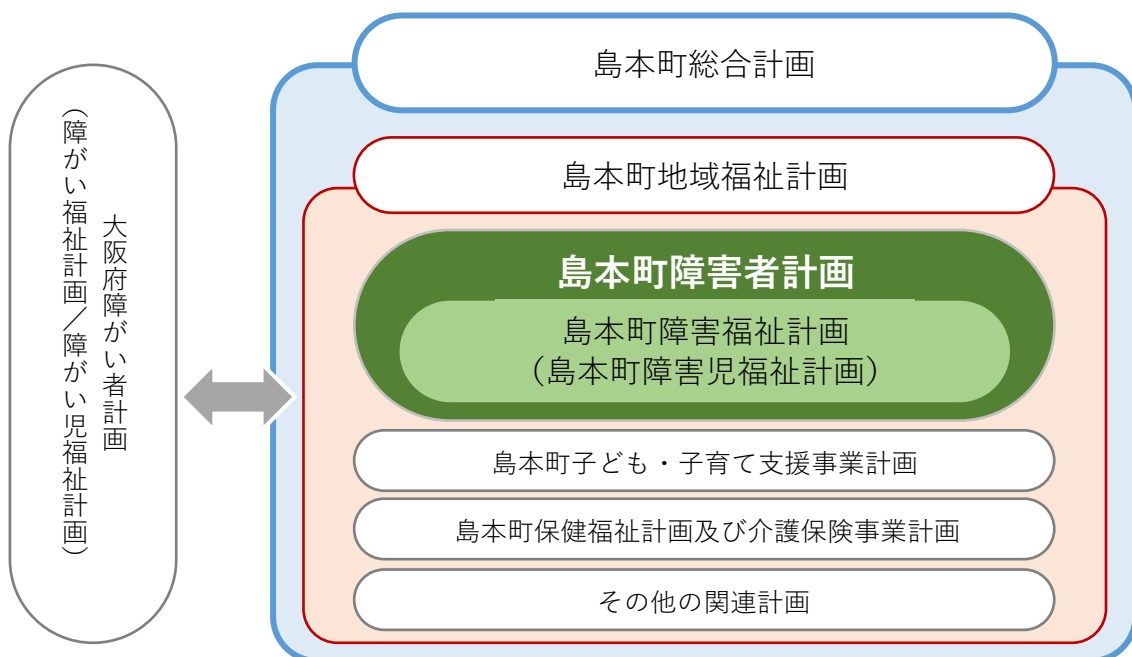 島本町総合計画
島本町地域福祉計画
島本町障害者計画
島本町障害福祉計画
（島本町障害児福祉計画）
島本町子ども・子育て支援事業計画
島本町保健福祉計画及び介護保険事業計画
その他の関連計画
大阪府障がい者計画
（障がい福祉計画／障がい児福祉計画）